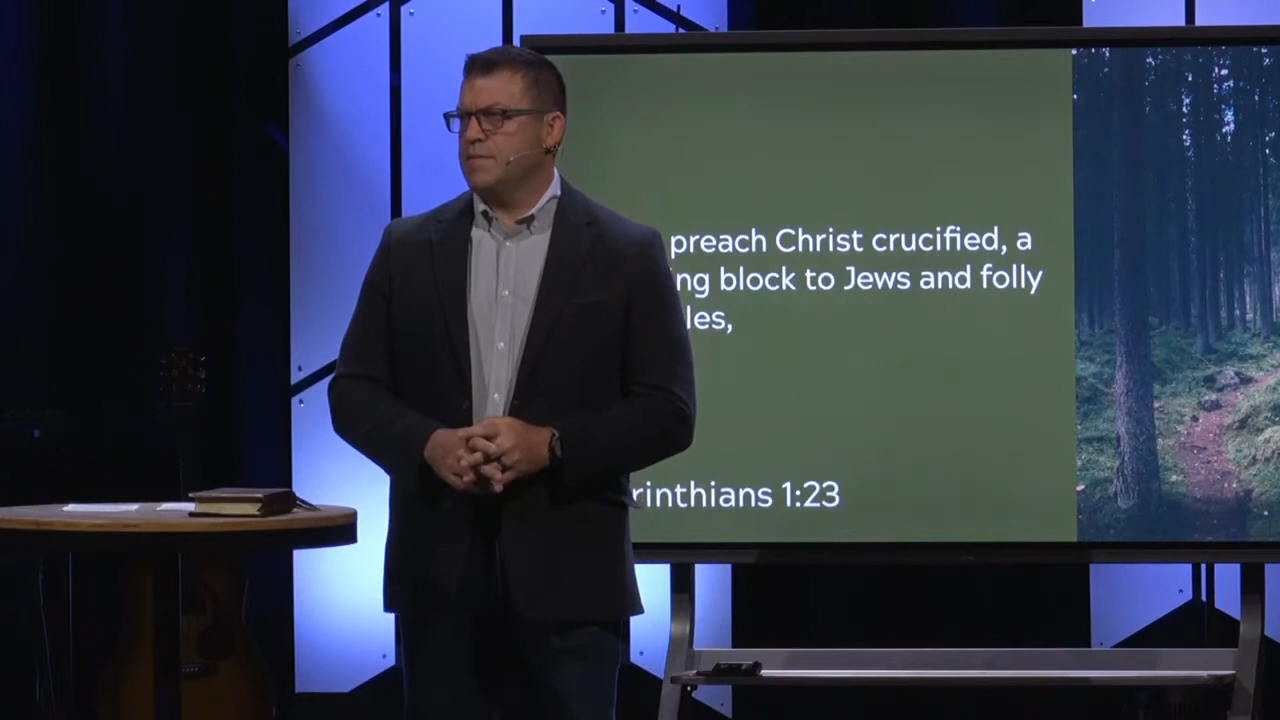 preach Christ crucified, a
ing block to Jews and folly
les,
rinthians 1:23